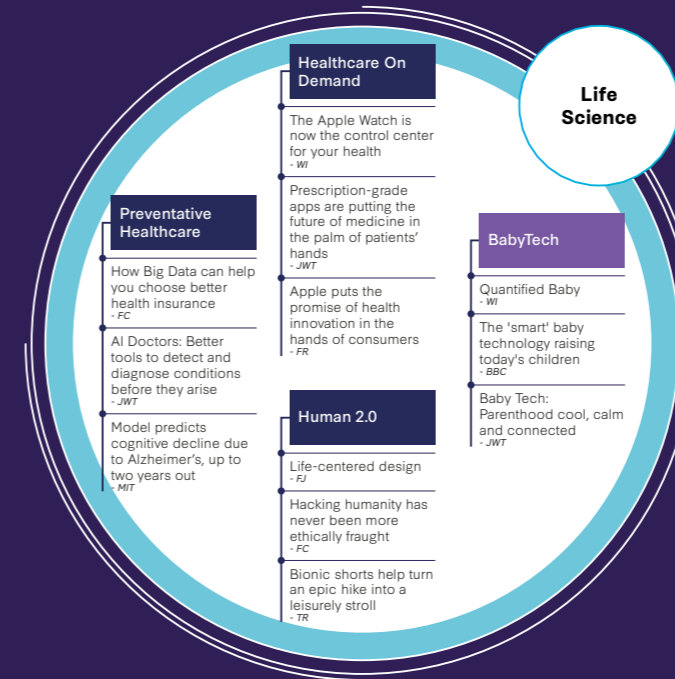 Life
Science
Healthcare On
Demand
The Apple Watch is
now the control center
for your health
- WI
Prescription-grade
apps are putting the
future of medicine in
the palm of patients’
hands
- JWT
Apple puts the
promise of health
innovation in the
hands of consumers
- FR
Preventative
Healthcare
How Big Data can help
you choose better
health insurance
- FC
AI Doctors: Better
tools to detect and
diagnose conditions
before they arise
- JWT
Model predicts
cognitive decline due
to Alzheimer’s, up to
two years out
- MIT
BabyTech
Quantified Baby
- WI
The 'smart' baby
technology raising
today's children
- BBC
Baby Tech:
Parenthood cool, calm
and connected
- JWT
Human 2.0
Life-centered design
- FJ
Hacking humanity has
never been more
ethically fraught
- FC
Bionic shorts help turn
an epic hike into a
leisurely stroll
- TR